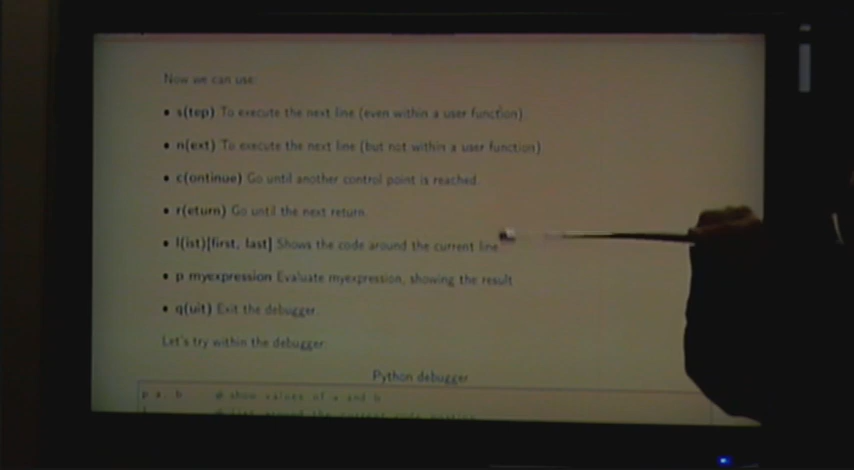 Now we can use:
• s(tep) To execute the next line (even within a user function)
• n(ext) To execute the next line (but not within a user function)
• c(ontinue) Go until another control point is reached.
• r(eturn) Go until the next return.
• l(ist)[first, last] Shows the code around the current line
• p myexpression Evaluate myexpression, showing the result
• q(uit) Exit the debugger
Let's try within the debugger:
Python debugger
p a, b # show values of a and b